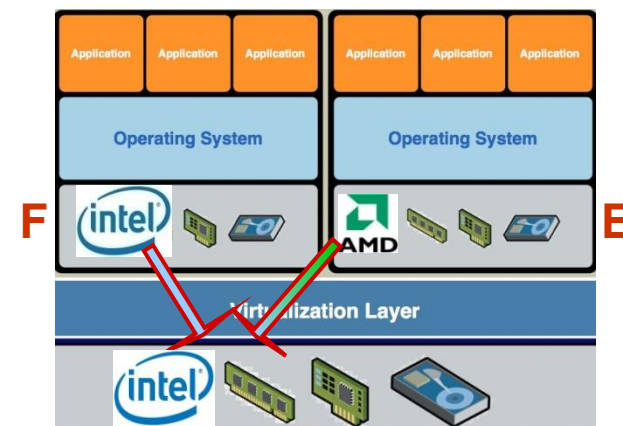 Application Application Application Application Application Application
Operating System Operating System
F intel AMD E
Virtualization Layer
intel